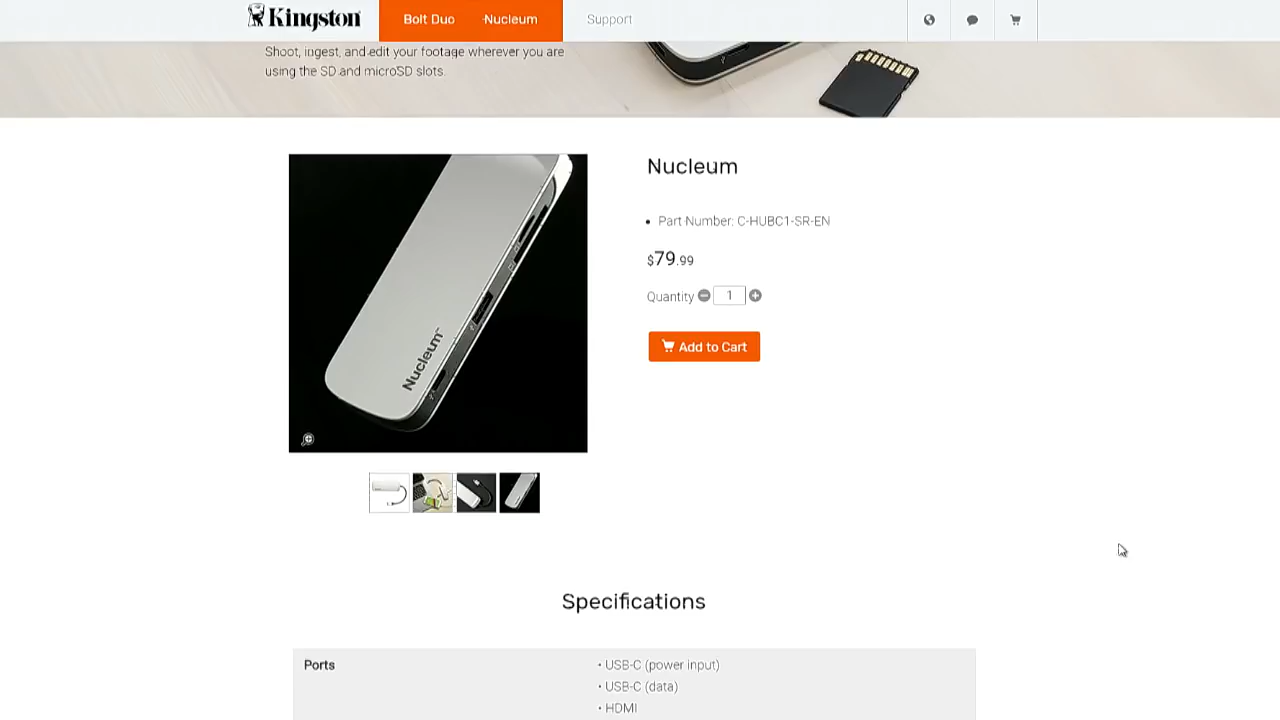 Kingston
Bolt Duo
Nucleum
Support
Shoot, ingest, and edit your footage wherever you are
using the SD and microSD slots.
Nucleum
• Part Number: C-HUBC1-SR-EN
$79.99
Quantity 1
Add to Cart
Nucleum™
Specifications
Ports
• USB-C (power input)
• USB-C (data)
• HDMI